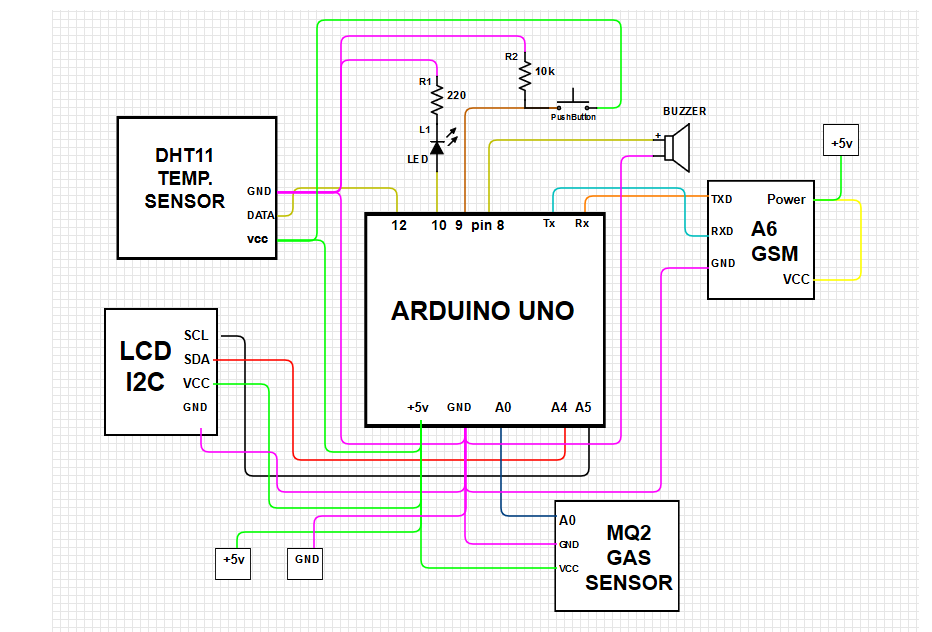 R2
10k
R1
220
PushButton
BUZZER
+
L1
LED
+5v
DHT11
TEMP.
SENSOR
GND
DATA
vcc
12
10
9
pin 8
Tx
Rx
TXD
Power
RXD
A6
GSM
GND
VCC
ARDUINO UNO
LCD
I2C
SCL
SDA
VCC
GND
+5v
GND
A0
A4
A5
A0
GND
VCC
MQ2
GAS
SENSOR
+5v
GND